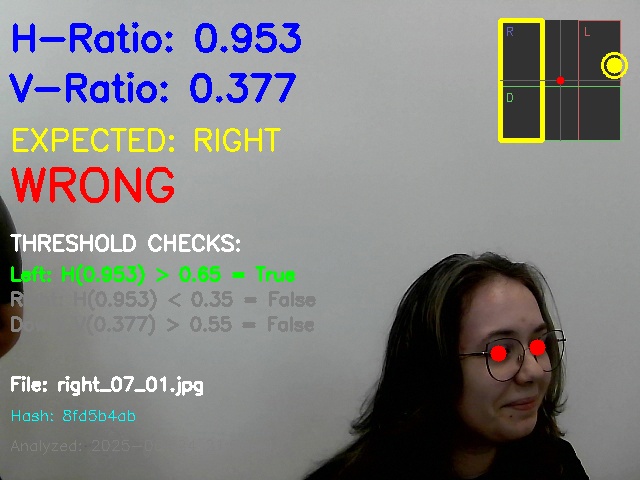 H-Ratio: 0.953
V-Ratio: 0.377
EXPECTED: RIGHT
WRONG
THRESHOLD CHECKS:
Left: H(0.953) > 0.65 = True
H(0.953) < 0.35 = False
(0.377) > 0.55 = False
File: right_07_01.jpg
Hash: 8fd5b4ab
Analyzed:
R
L
D